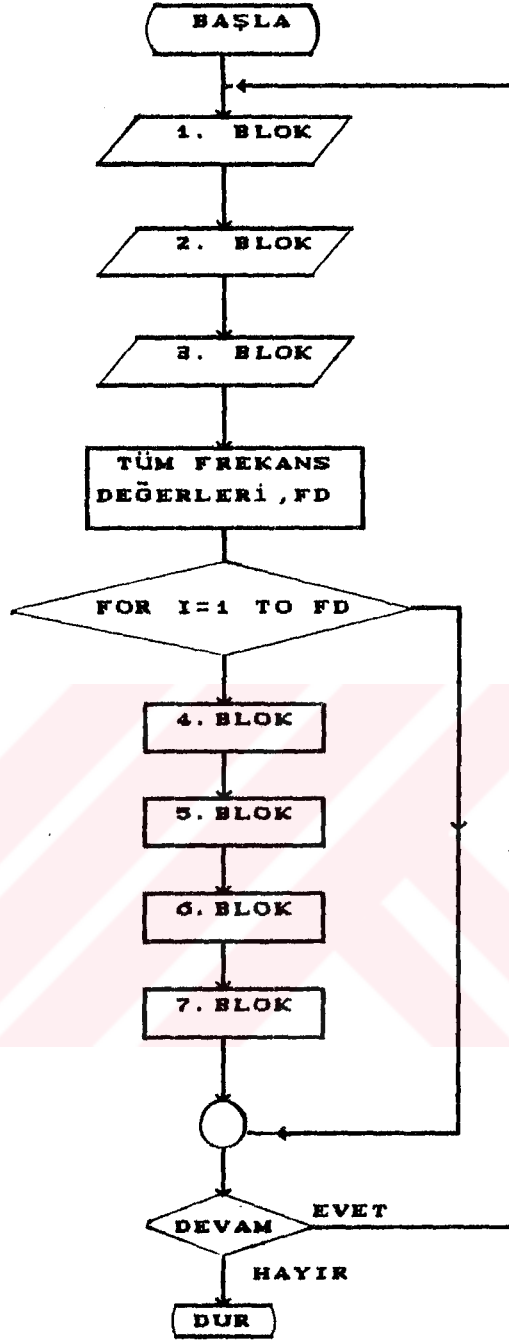 BAŞLA
1. BLOK
2. BLOK
3. BLOK
TÜM FREKANS
DEĞERLERİ ,FD
FOR I=1 TO FD
4. BLOK
5. BLOK
6. BLOK
7. BLOK
DEVAM
EVET
HAYIR
DUR